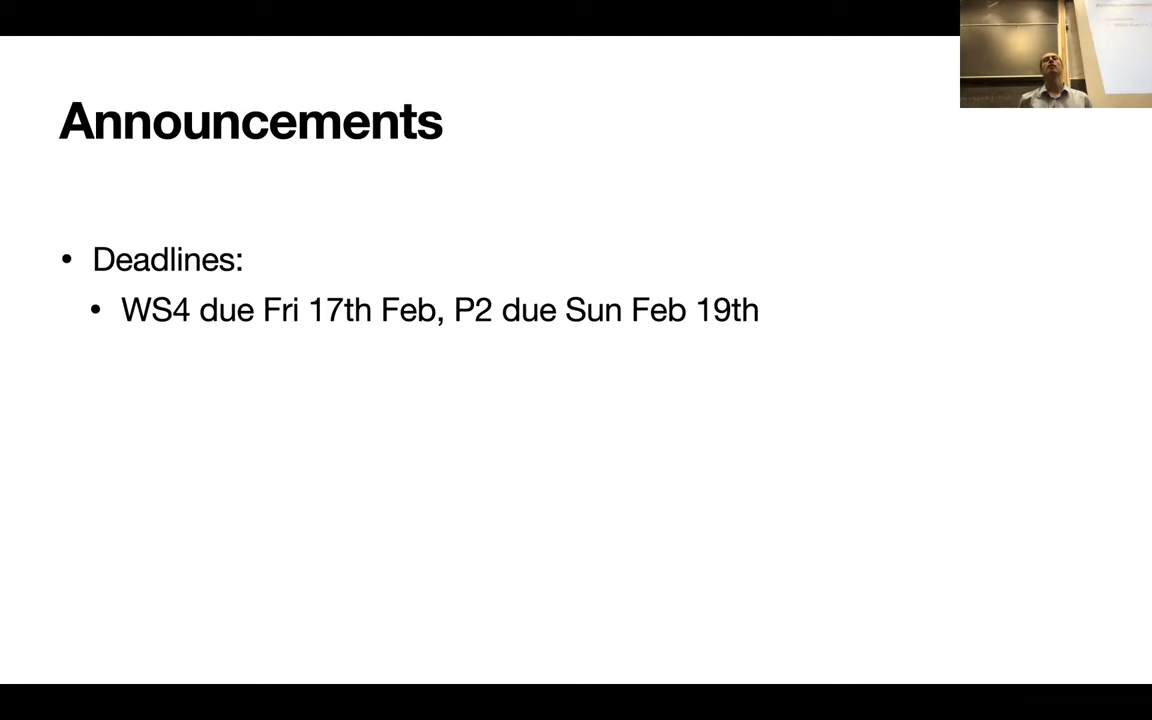 Announcements
• Deadlines:
• WS4 due Fri 17th Feb, P2 due Sun Feb 19th